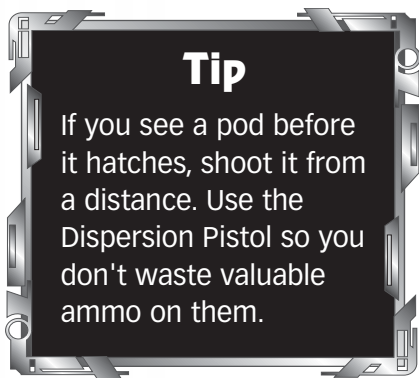 Tip
If you see a pod before
it hatches, shoot it from
a distance. Use the
Dispersion Pistol so you
don't waste valuable
ammo on them.